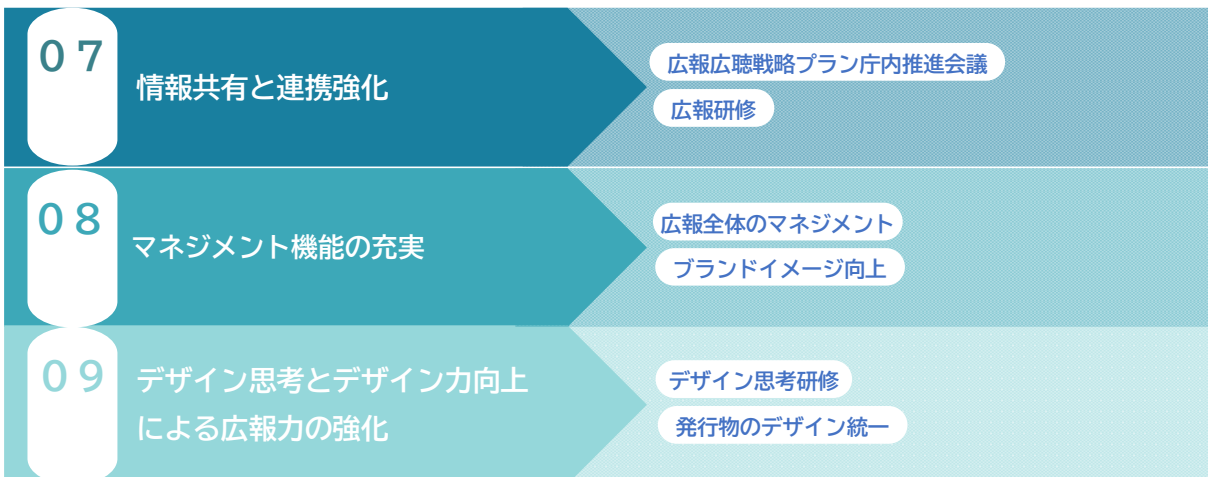 07
情報共有と連携強化
広報広聴戦略プラン庁内推進会議
広報研修
08
マネジメント機能の充実
広報全体のマネジメント
ブランドイメージ向上
09
デザイン思考とデザイン力向上
による広報力の強化
デザイン思考研修
発行物のデザイン統一